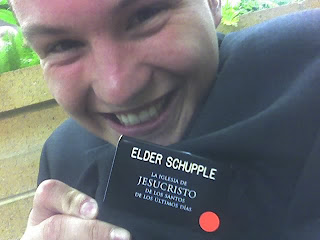 ELDER SCHUPPLE
LA IGLESIA DE
JESUCRISTO
DE LOS SANTOS
DE LOS ÚLTIMOS DÍAS